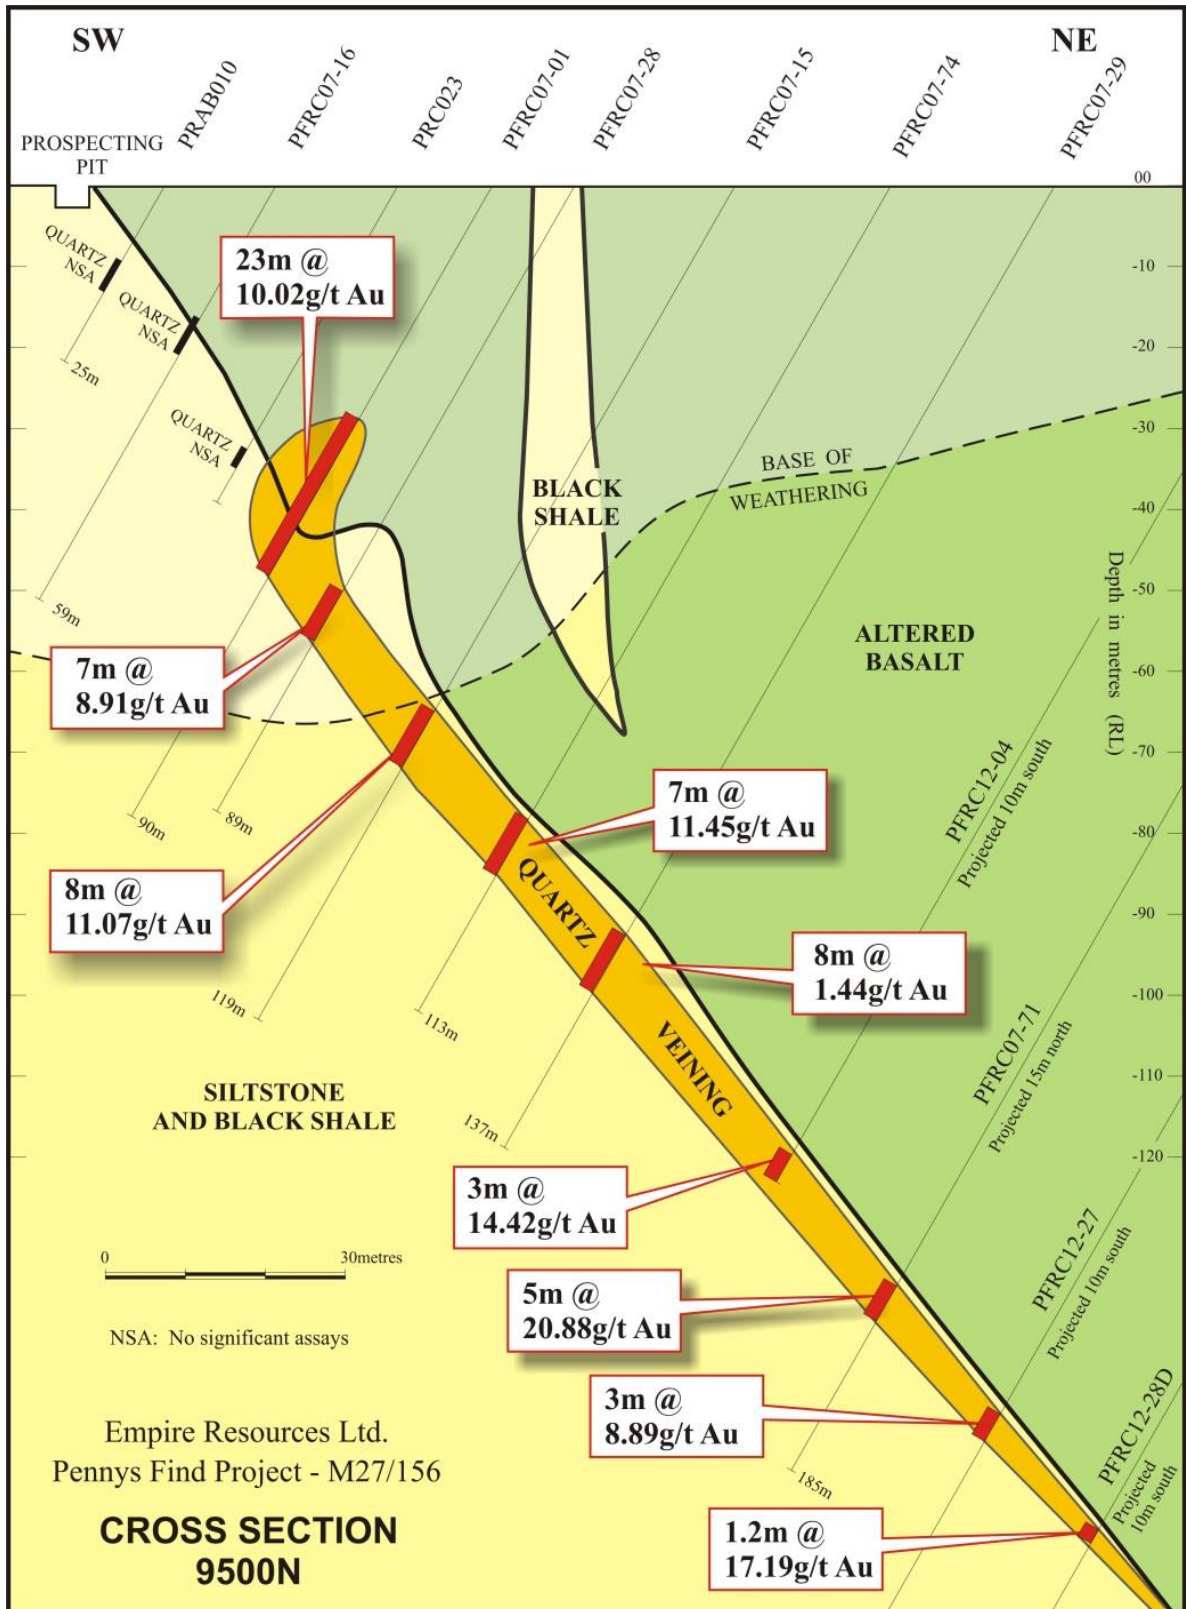 SW
NE
PRAB010
PFRC07-16
PRC023
PFRC07-01
PFRC07-28
PFRC07-15
PFRC07-74
PFRC07-29
PROSPECTING
PIT
00
QUARTZ
NSA
23m @
10.02g/t Au
-10
QUARTZ
NSA
-20
25m
QUARTZ
NSA
-30
BASE OF
WEATHERING
BLACK
SHALE
-40
Depth in metres (RL)
-50
59m
ALTERED
BASALT
7m @
8.91g/t Au
-60
-70
PFRC12-04
Projected 10m south
7m @
11.45g/t Au
90m
89m
-80
QUARTZ
VEINING
8m @
11.07g/t Au
-90
8m @
1.44g/t Au
119m
113m
-100
PFRC07-71
Projected 15m north
SILTSTONE
AND BLACK SHALE
-110
137m
-120
3m @
14.42g/t Au
PFRC12-27
Projected 10m south
0
30metres
5m @
20.88g/t Au
NSA: No significant assays
3m @
8.89g/t Au
PFRC12-28D
Projected
10m south
Empire Resources Ltd.
Pennys Find Project - M27/156
185m
CROSS SECTION
9500N
1.2m @
17.19g/t Au